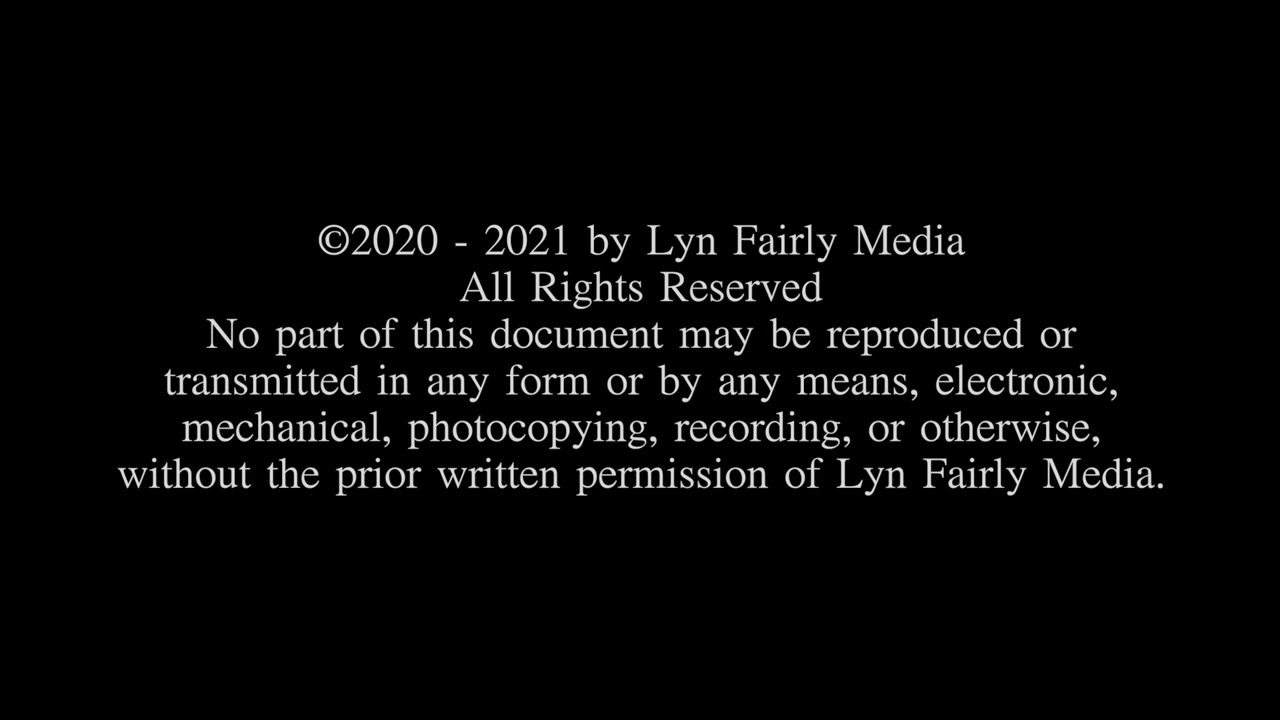 ©2020 - 2021 by Lyn Fairly Media
All Rights Reserved
No part of this document may be reproduced or
transmitted in any form or by any means, electronic,
mechanical, photocopying, recording, or otherwise,
without the prior written permission of Lyn Fairly Media.